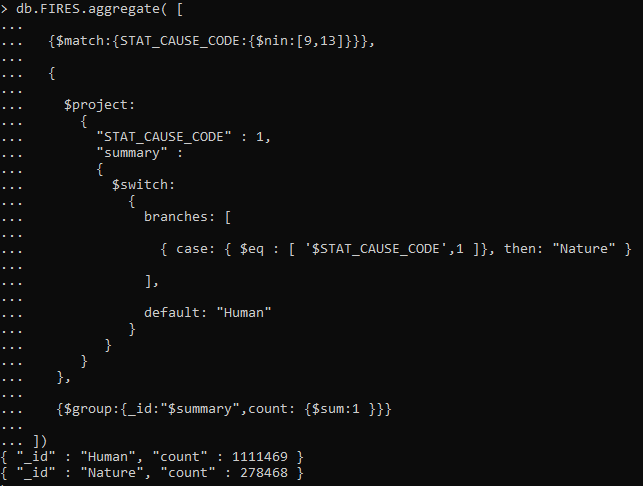 > db.FIRES.aggregate( [
...
...    {$match:{STAT_CAUSE_CODE:{$nin:[9,13]}}},
...
...    {
...
...      $project:
...        {
...          "STAT_CAUSE_CODE" : 1,
...          "summary" :
...          {
...            $switch:
...              {
...                branches: [
...
...                  { case: { $eq : [ '$STAT_CAUSE_CODE',1 ]}, then: "Nature" }
...
...                ],
...
...                default: "Human"
...              }
...           }
...        }
...     },
...
...     {$group:{_id:"$summary",count: {$sum:1 }}}
...
... ])
{ "_id" : "Human", "count" : 1111469 }
{ "_id" : "Nature", "count" : 278468 }